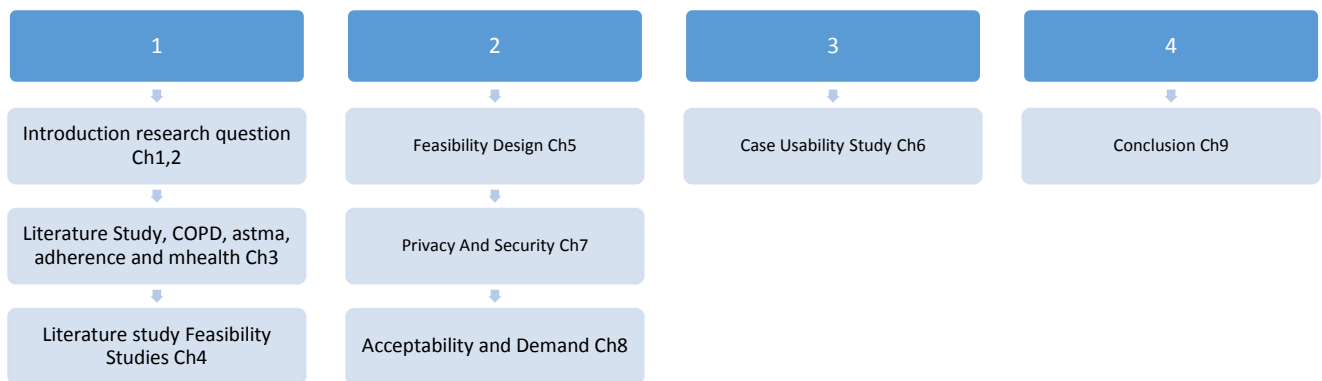 1
Introduction research question
Ch1,2
Literature Study, COPD, astma,
adherence and mhealth Ch3
Literature study Feasibility
Studies Ch4
2
Feasibility Design Ch5
Privacy And Security Ch7
Acceptability and Demand Ch8
3
Case Usability Study Ch6
4
Conclusion Ch9